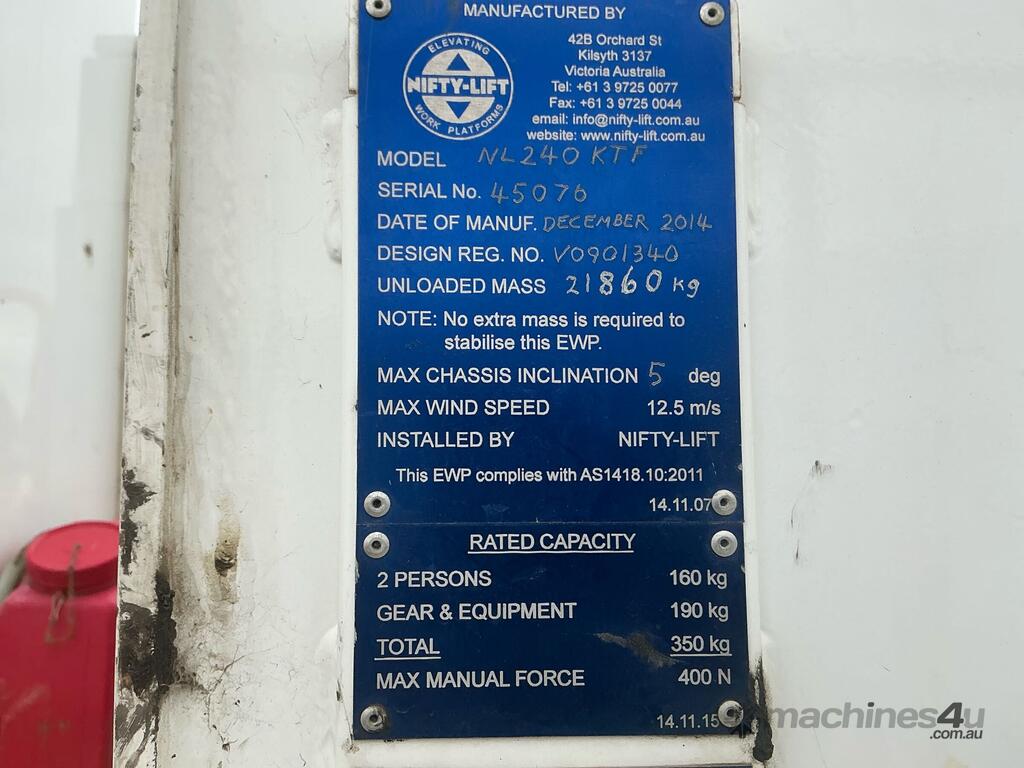 MANUFACTURED BY
ELEVATING
NIFTY-LIFT
WORK PLATFORMS
42B Orchard St
Kilsyth 3137
Victoria Australia
Tel: +61 3 9725 0077
Fax: +61 3 9725 0044
email: info@nifty-lift.com.au
website: www.nifty-lift.com.au
MODEL NL240 KTF
SERIAL No. 45076
DATE OF MANUF. DECEMBER 2014
DESIGN REG. NO. V0901340
UNLOADED MASS 21860 kg
NOTE: No extra mass is required to
stabilise this EWP.
MAX CHASSIS INCLINATION 5 deg
MAX WIND SPEED 12.5 m/s
INSTALLED BY NIFTY-LIFT
This EWP complies with AS1418.10:2011
14.11.07
RATED CAPACITY
2 PERSONS 160 kg
GEAR & EQUIPMENT 190 kg
TOTAL 350 kg
MAX MANUAL FORCE 400 N
14.11.15
machines4u
.com.au